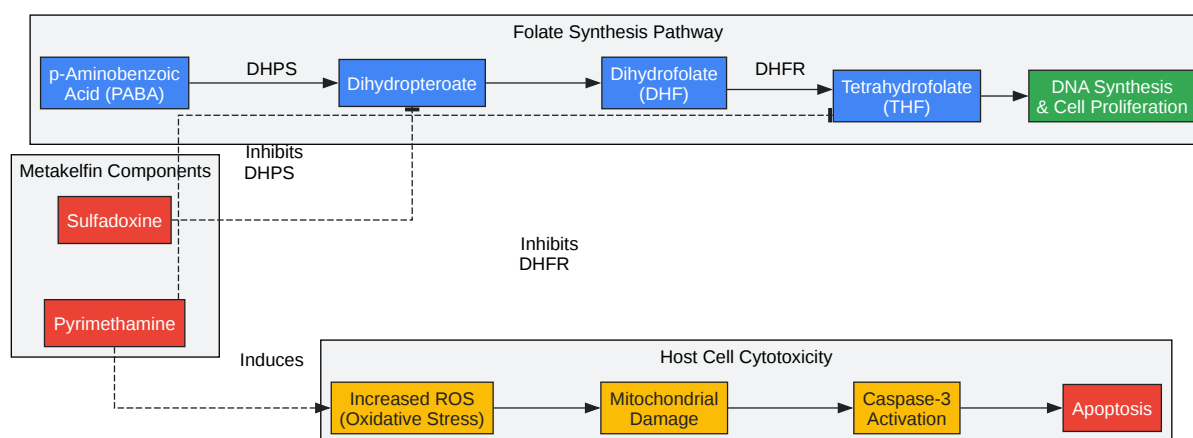 Folate Synthesis Pathway
p-Aminobenzoic
Acid (PABA)
DHPS
Dihydropteroate
Dihydrofolate
(DHF)
DHFR
Tetrahydrofolate
(THF)
DNA Synthesis
& Cell Proliferation
Inhibits
DHPS
Metakelfin Components
Sulfadoxine
Inhibits
DHFR
Pyrimethamine
Induces
Host Cell Cytotoxicity
Increased ROS
(Oxidative Stress)
Mitochondrial
Damage
Caspase-3
Activation
Apoptosis